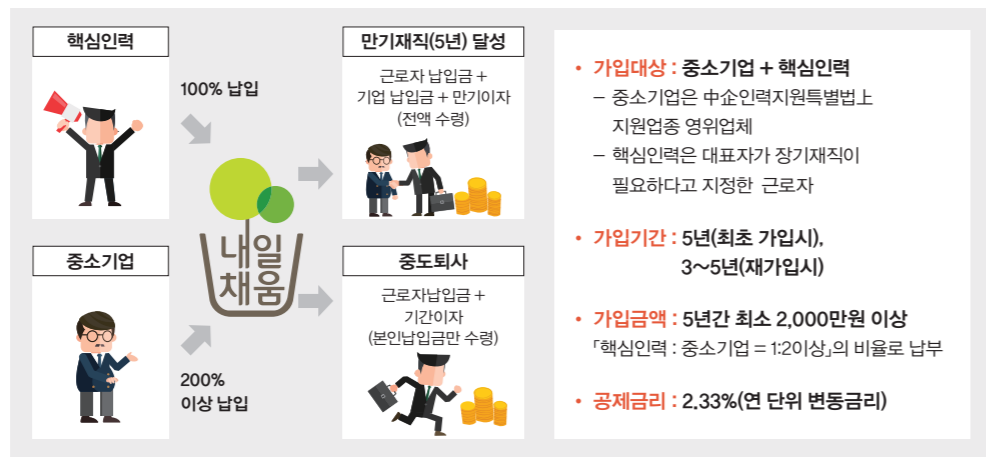 핵심인력
100% 납입
중소기업
200%
이상 납입
내일
채움
만기재직(5년) 달성
근로자 납입금 +
기업 납입금 + 만기이자
(전액 수령)
중도퇴사
근로자납입금 +
기간이자
(본인납입금만 수령)
• 가입대상 : 중소기업 + 핵심인력
– 중소기업은 中企인력지원특별법上
지원업종 영위업체
– 핵심인력은 대표자가 장기재직이
필요하다고 지정한 근로자
• 가입기간 : 5년(최초 가입시),
3~5년(재가입시)
• 가입금액 : 5년간 최소 2,000만원 이상
「핵심인력 : 중소기업 = 1:2이상」의 비율로 납부
• 공제금리 : 2.33%(연 단위 변동금리)